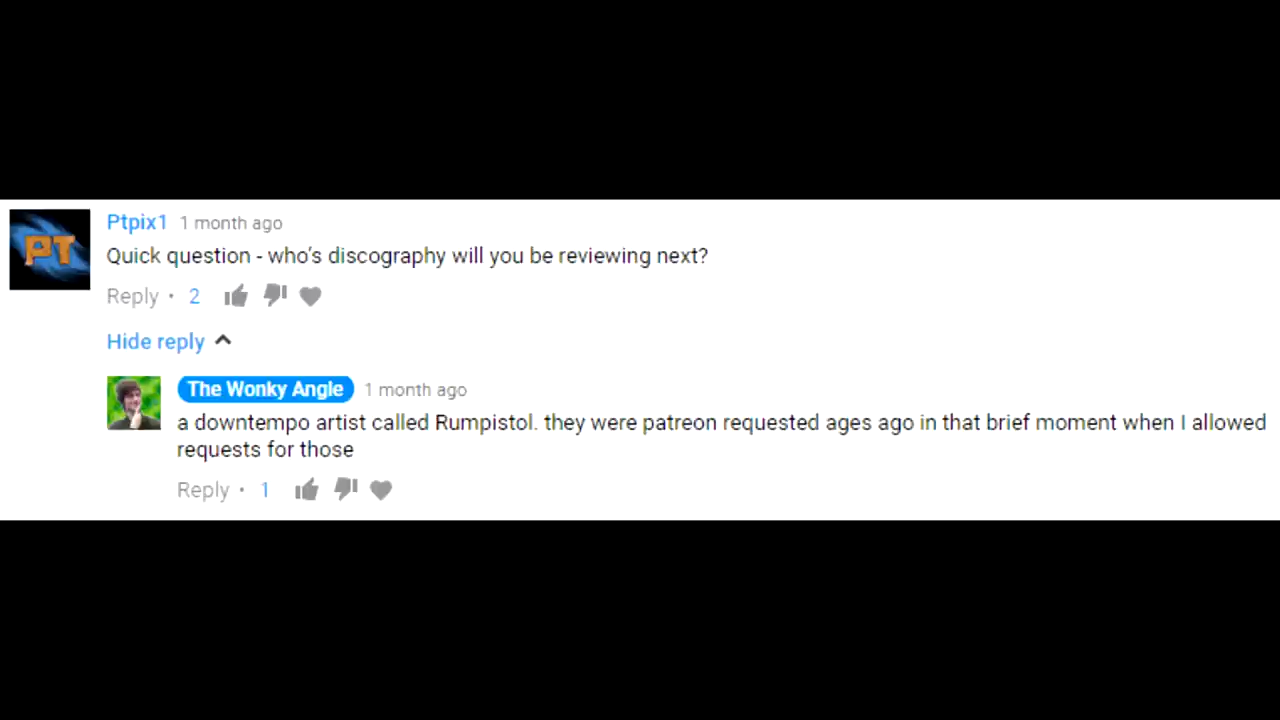 PT
Ptpix1 1 month ago
Quick question - who's discography will you be reviewing next?
Reply • 2
Hide reply
The Wonky Angle 1 month ago
a downtempo artist called Rumpistol. they were patreon requested ages ago in that brief moment when I allowed
requests for those
Reply • 1